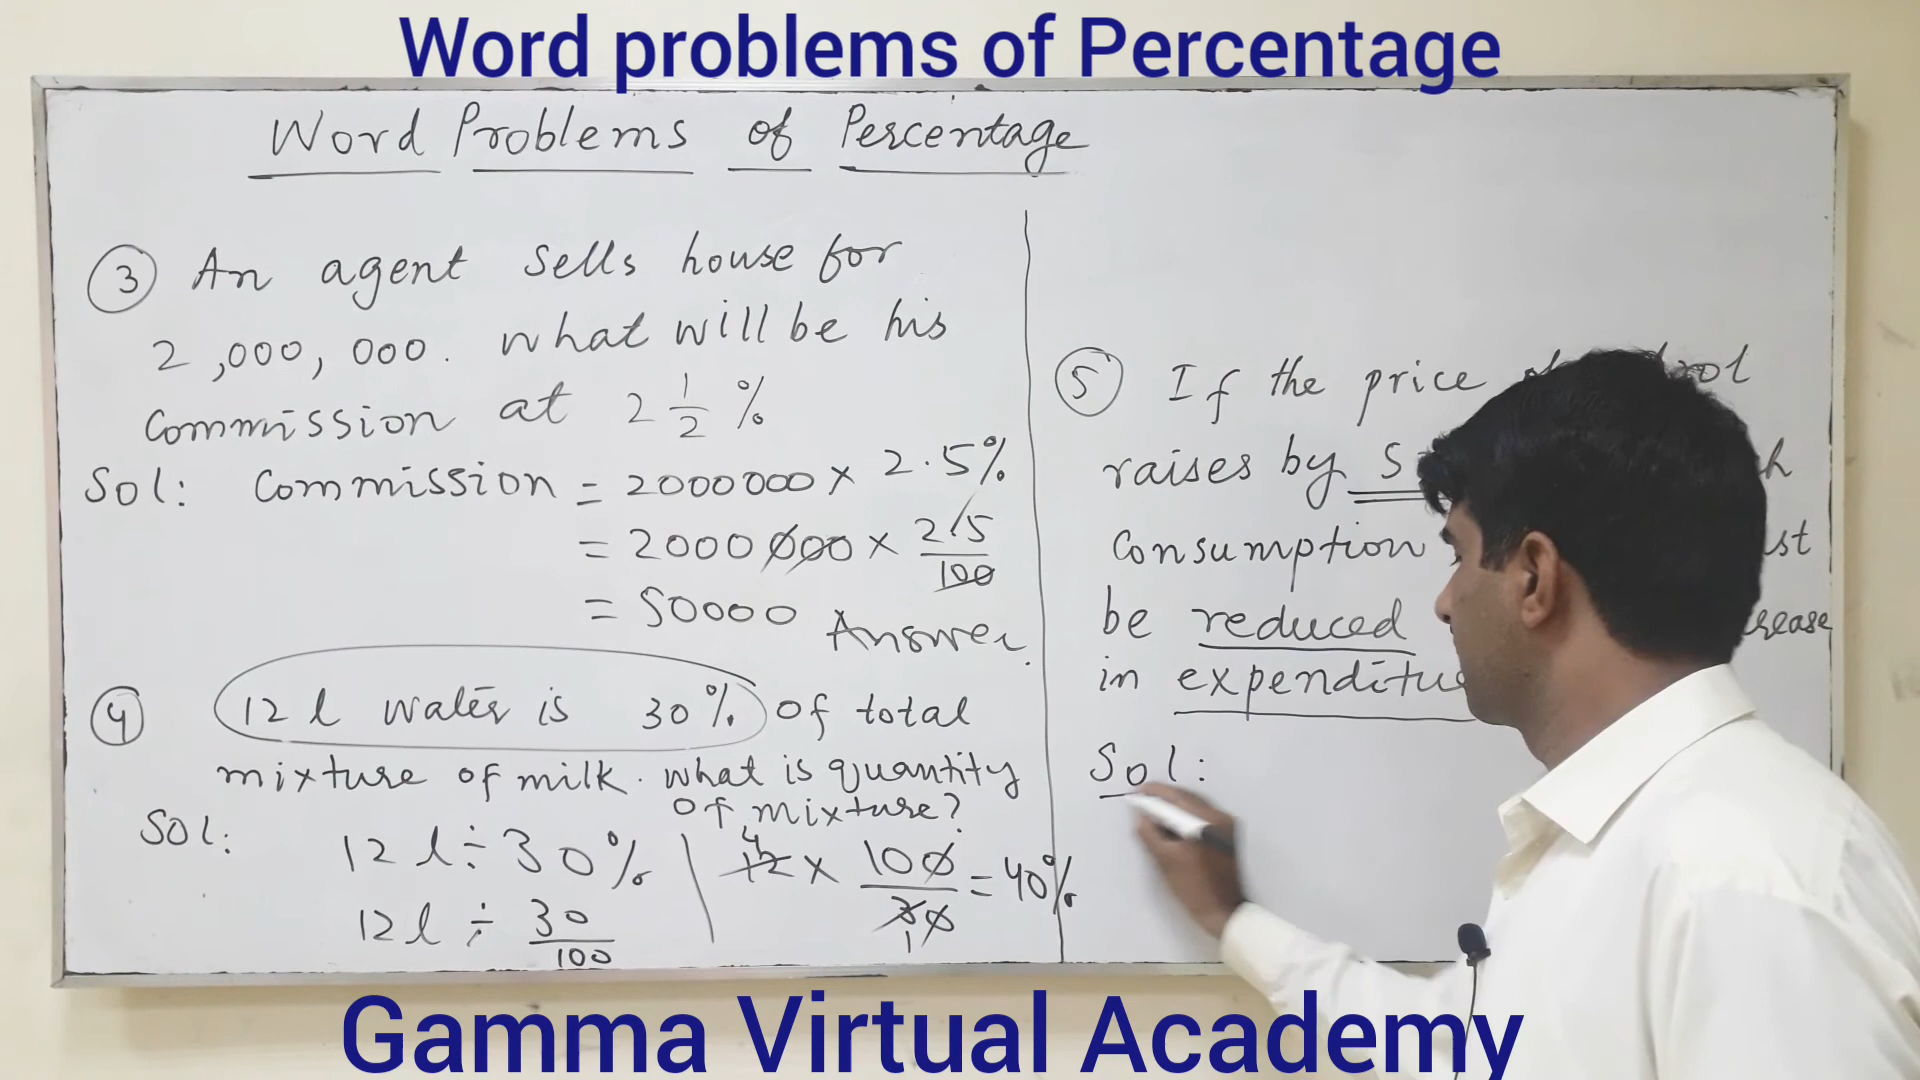 Word problems of Percentage
Word Problems of Percentage
3 An agent sells house for
2,000,000. what will be his
Commission at 2 1/2 %
Sol: Commission = 2000000 × 2.5%
= 2000000 × 2.5/100
= 50000 Answer.
4 12 l water is 30% of total
mixture of milk. what is quantity
of mixture?
Sol: 12 l ÷ 30%
12 l ÷ 30/100
12 4 × 100/30 1 = 40%
5 If the price
raises by
Consumption
be reduced
in
Sol:
Gamma Virtual Academy